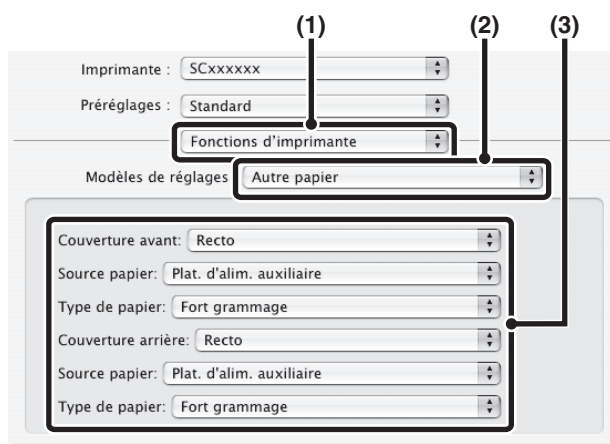 (1) (2) (3)
Imprimante : SCxxxxxx
Préréglages : Standard
Fonctions d'imprimante
Modèles de réglages Autre papier
Couverture avant: Recto
Source papier: Plat. d'alim. auxiliaire
Type de papier: Fort grammage
Couverture arrière: Recto
Source papier: Plat. d'alim. auxiliaire
Type de papier: Fort grammage